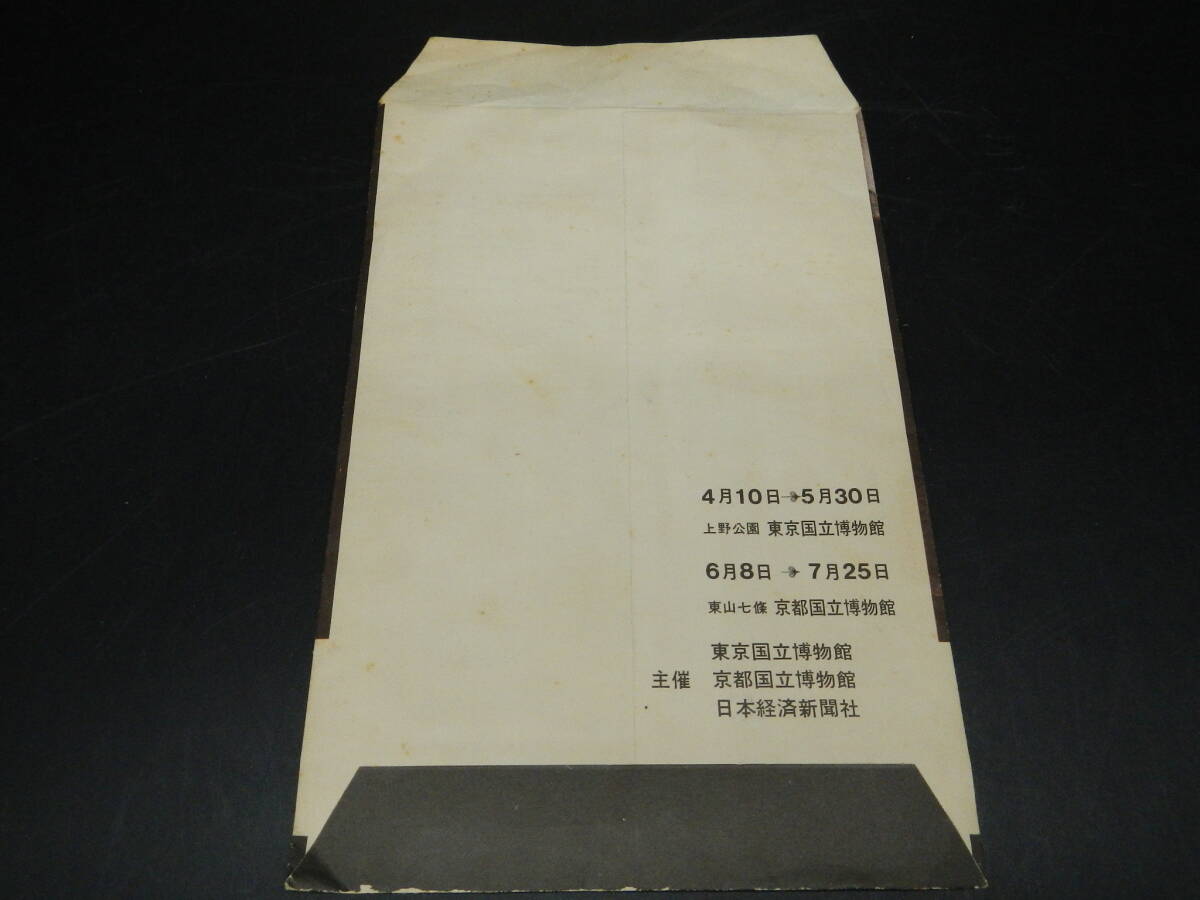 4月10日→5月30日
上野公園 東京国立博物館
6月8日 → 7月25日
東山七條 京都国立博物館
東京国立博物館
主催 京都国立博物館
日本経済新聞社